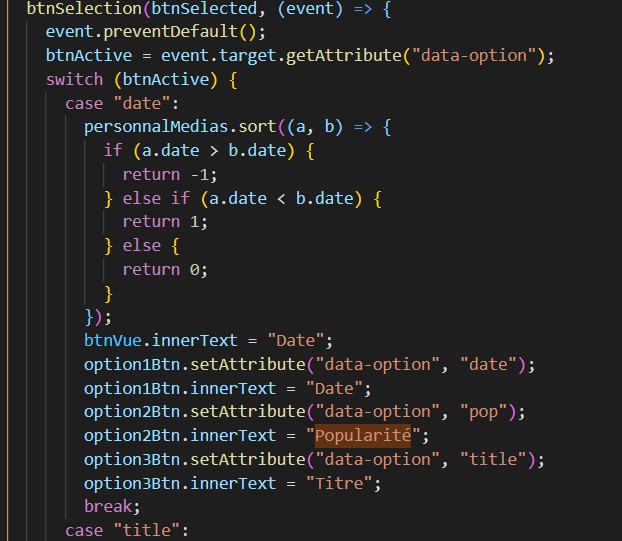 btnSelection(btnSelected, (event) => {
event.preventDefault();
btnActive = event.target.getAttribute("data-option");
switch (btnActive) {
case "date":
personnalMedias.sort((a, b) => {
if (a.date > b.date) {
return -1;
} else if (a.date < b.date) {
return 1;
} else {
return 0;
}
});
btnVue.innerText = "Date";
option1Btn.setAttribute("data-option", "date");
option1Btn.innerText = "Date";
option2Btn.setAttribute("data-option", "pop");
option2Btn.innerText = "Popularité";
option3Btn.setAttribute("data-option", "title");
option3Btn.innerText = "Titre";
break;
case "title":